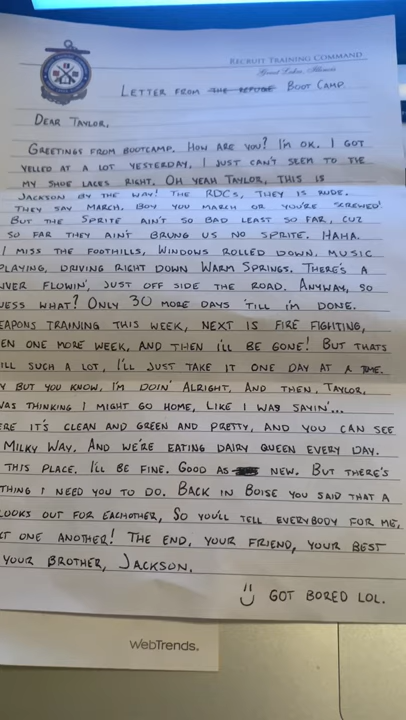 RECRUIT TRAINING COMMAND
Great Lakes, Illinois
LETTER FROM THE REFUGE BOOT CAMP
DEAR TAYLOR,
GREETINGS FROM BOOTCAMP. HOW ARE YOU? I'M OK. I GOT
YELLED AT A LOT YESTERDAY, I JUST CAN'T SEEM TO TIE
MY SHOE LACES RIGHT. OH YEAH TAYLOR, THIS IS
JACKSON BY THE WAY! THE RDC'S, THEY IS RUDE.
THEY SAY MARCH. BOY YOU MARCH OR YOU'RE SCREWED!
BUT THE SPRITE AIN'T SO BAD LEAST SO FAR, CUZ
SO FAR THEY AIN'T BRUNG US NO SPRITE. HAHA.
I MISS THE FOOTHILLS, WINDOWS ROLLED DOWN, MUSIC
PLAYING, DRIVING RIGHT DOWN WARM SPRINGS. THERE'S A
VER FLOWIN', JUST OFF SIDE THE ROAD. ANYWAY, SO
ESS WHAT? ONLY 30 MORE DAYS 'TILL I'M DONE.
EAPONS TRAINING THIS WEEK, NEXT IS FIRE FIGHTING,
EN ONE MORE WEEK, AND THEN I'LL BE GONE! BUT THATS
ILL SUCH A LOT, I'LL JUST TAKE IT ONE DAY AT A TIME.
Y BUT YOU KNOW, I'M DOIN' ALRIGHT. AND THEN, TAYLOR,
WAS THINKING I MIGHT GO HOME, LIKE I WAS SAYIN'...
ERE IT'S CLEAN AND GREEN AND PRETTY, AND YOU CAN SEE
MILKY WAY. AND WE'RE EATING DAIRY QUEEN EVERY DAY.
THIS PLACE. I'LL BE FINE. GOOD AS NEW. BUT THERE'S
THING I NEED YOU TO DO. BACK IN BOISE YOU SAID THAT A
LOOKS OUT FOR EACHOTHER, SO YOU'LL TELL EVERYBODY FOR ME,
CT ONE ANOTHER! THE END. YOUR FRIEND, YOUR BEST
YOUR BROTHER, JACKSON.
GOT BORED LOL.
WebTrends.